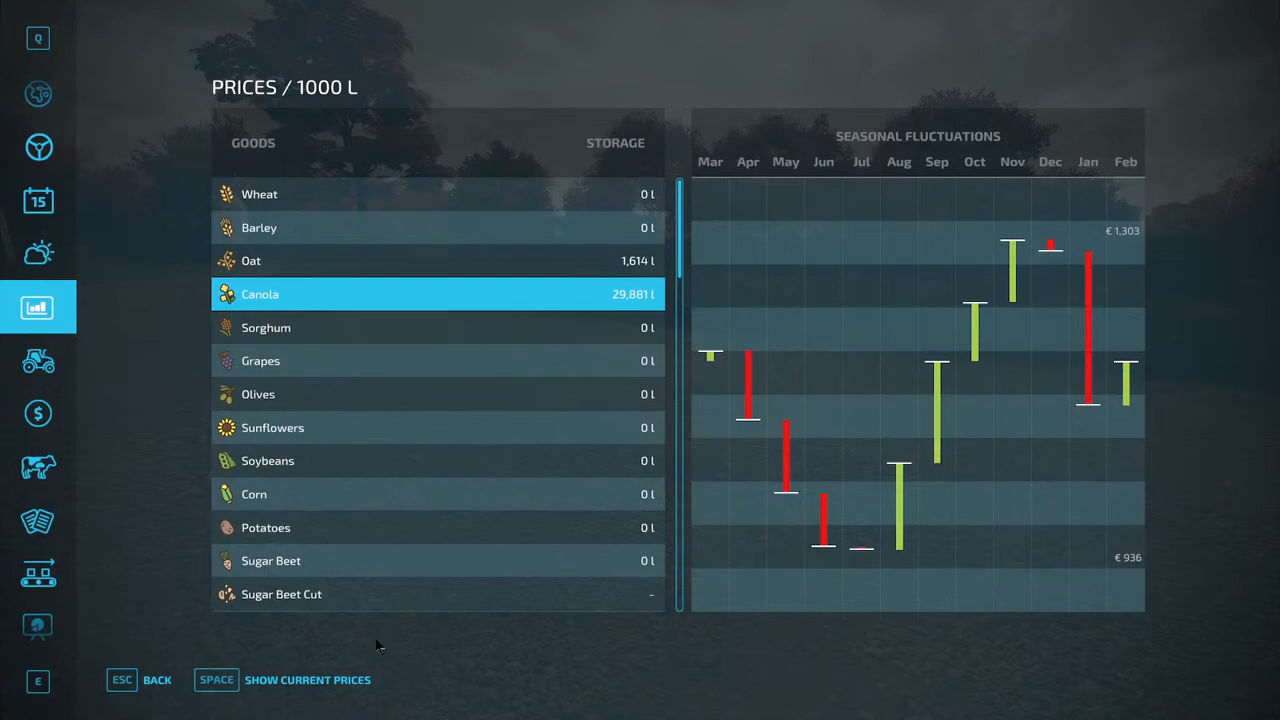 Q
PRICES / 1000 L
GOODS STORAGE
SEASONAL FLUCTUATIONS
Mar Apr May Jun Jul Aug Sep Oct Nov Dec Jan Feb
15
Wheat 0 l
Barley 0 l
Oat 1,614 l
Canola 29,881 l
Sorghum 0 l
Grapes 0 l
Olives 0 l
Sunflowers 0 l
Soybeans 0 l
Corn 0 l
Potatoes 0 l
Sugar Beet 0 l
Sugar Beet Cut -
€ 1,303
€ 936
$
E
ESC BACK SPACE SHOW CURRENT PRICES